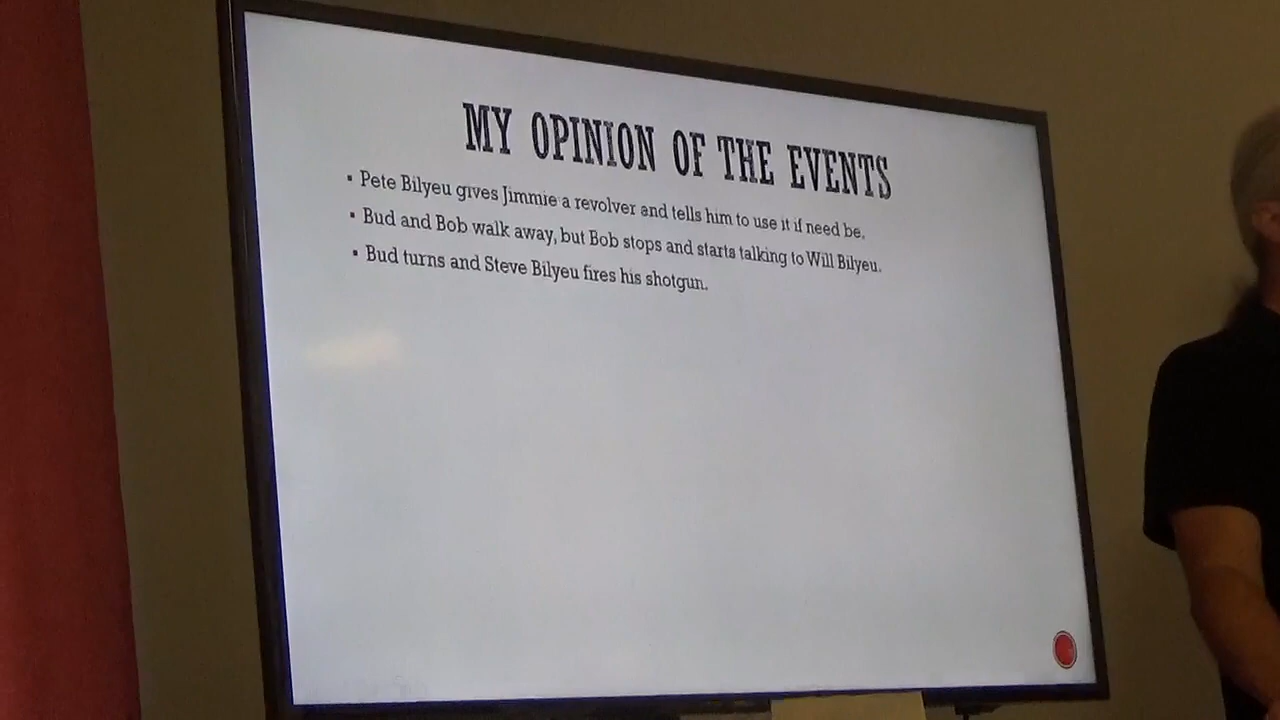 MY OPINION OF THE EVENTS
▪ Pete Bilyeu gives Jimmie a revolver and tells him to use it if need be.
▪ Bud and Bob walk away, but Bob stops and starts talking to Will Bilyeu.
▪ Bud turns and Steve Bilyeu fires his shotgun.